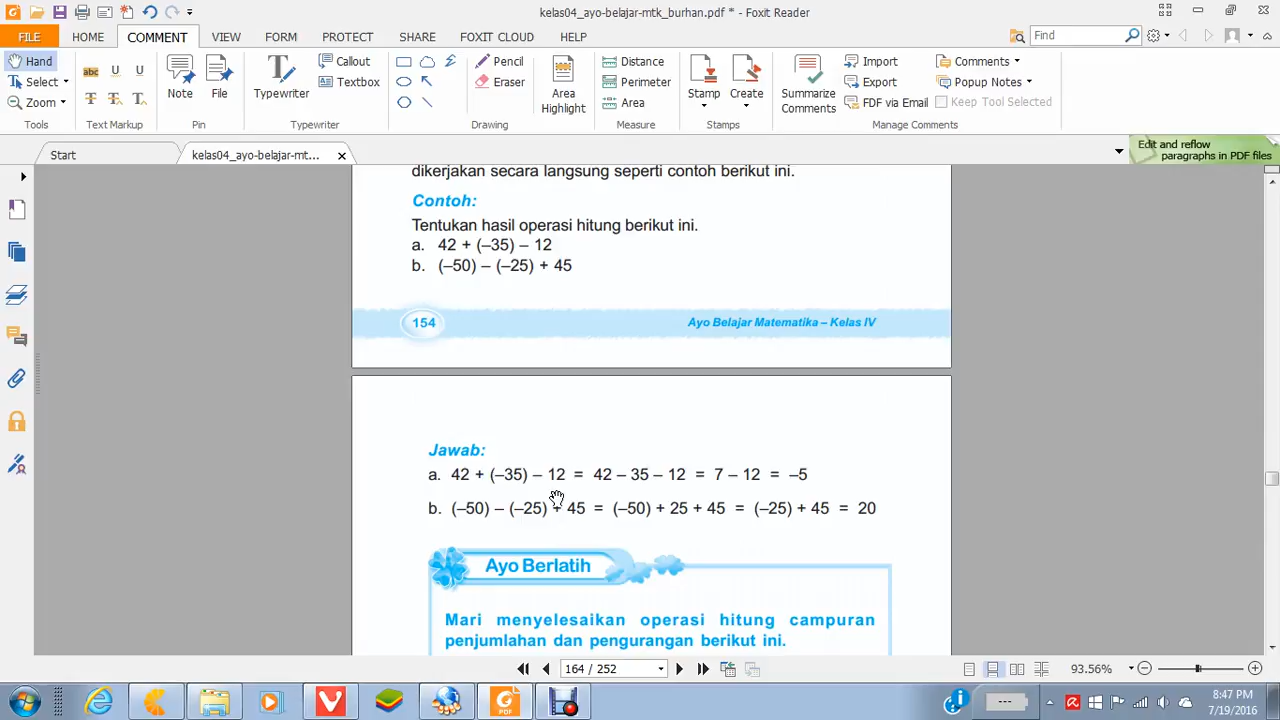 kelas04_ayo-belajar-mtk_burhan.pdf * - Foxit Reader
FILE HOME COMMENT VIEW FORM PROTECT SHARE FOXIT CLOUD HELP Find
Hand Callout Pencil Distance Import Comments
Select Textbox Eraser Perimeter Export Popup Notes
Zoom Note File Typewriter Area Highlight Area Stamp Create Summarize Comments FDF via Email Keep Tool Selected
Tools Text Markup Pin Typewriter Drawing Measure Stamps Manage Comments
Start kelas04_ayo-belajar-mt...
Edit and reflow
paragraphs in PDF files
dikerjakan secara langsung seperti contoh berikut ini.
Contoh:
Tentukan hasil operasi hitung berikut ini.
a. 42 + (–35) – 12
b. (–50) – (–25) + 45
154 Ayo Belajar Matematika – Kelas IV
Jawab:
a. 42 + (–35) – 12 = 42 – 35 – 12 = 7 – 12 = –5
b. (–50) – (–25) + 45 = (–50) + 25 + 45 = (–25) + 45 = 20
Ayo Berlatih
Mari menyelesaikan operasi hitung campuran
penjumlahan dan pengurangan berikut ini.
164 / 252 93.56%
8:47 PM
7/19/2016